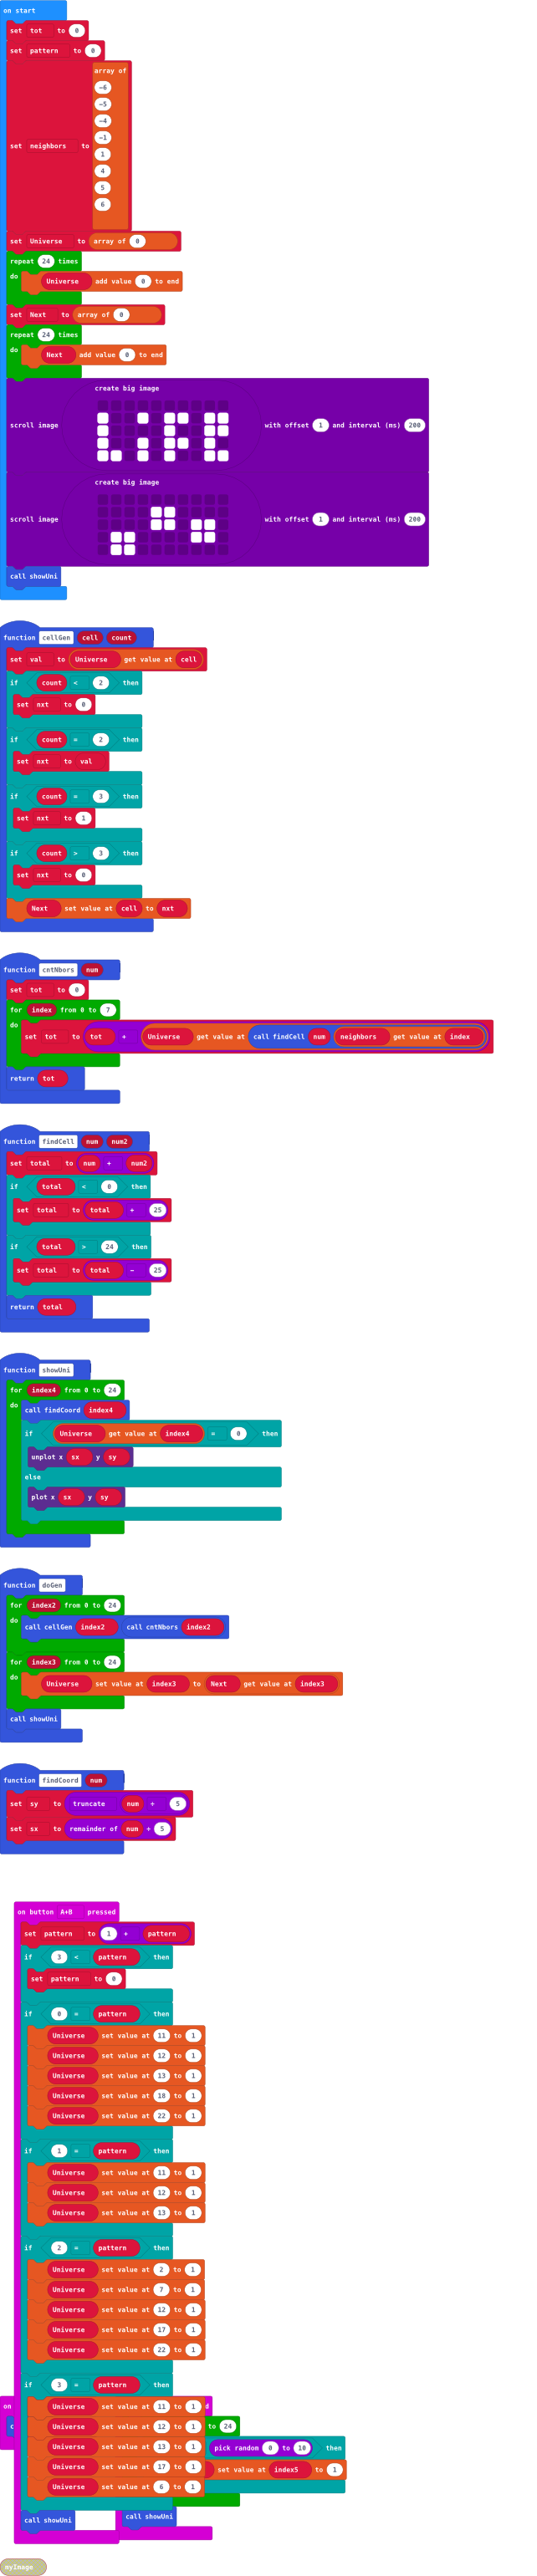 on start
set tot to 0
set pattern to 0
set neighbors to array of
-6
-5
-4
-1
1
4
5
6
set Universe to array of 0
repeat 24 times
do Universe add value 0 to end
set Next to array of 0
repeat 24 times
do Next add value 0 to end
create big image
scroll image with offset 1 and interval (ms) 200
create big image
scroll image with offset 1 and interval (ms) 200
call showUni
function cellGen cell count
set val to Universe get value at cell
if count < 2 then
set nxt to 0
if count = 2 then
set nxt to val
if count = 3 then
set nxt to 1
if count > 3 then
set nxt to 0
Next set value at cell to nxt
function cntNbors num
set tot to 0
for index from 0 to 7
do set tot to tot + Universe get value at call findCell num neighbors get value at index
return tot
function findCell num num2
set total to num + num2
if total < 0 then
set total to total + 25
if total > 24 then
set total to total - 25
return total
function showUni
for index4 from 0 to 24
do call findCoord index4
if Universe get value at index4 = 0 then
unplot x sx y sy
else
plot x sx y sy
function doGen
for index2 from 0 to 24
do call cellGen index2 call cntNbors index2
for index3 from 0 to 24
do Universe set value at index3 to Next get value at index3
call showUni
function findCoord num
set sy to truncate num ÷ 5
set sx to remainder of num ÷ 5
on button A+B pressed
set pattern to 1 + pattern
if 3 < pattern then
set pattern to 0
if 0 = pattern then
Universe set value at 11 to 1
Universe set value at 12 to 1
Universe set value at 13 to 1
Universe set value at 18 to 1
Universe set value at 22 to 1
if 1 = pattern then
Universe set value at 11 to 1
Universe set value at 12 to 1
Universe set value at 13 to 1
if 2 = pattern then
Universe set value at 2 to 1
Universe set value at 7 to 1
Universe set value at 12 to 1
Universe set value at 17 to 1
Universe set value at 22 to 1
if 3 = pattern then
on Universe set value at 11 to 1
Universe set value at 12 to 1 to 24
Universe set value at 13 to 1 pick random 0 to 10 then
Universe set value at 17 to 1 set value at index5 to 1
Universe set value at 6 to 1
call showUni call showUni
myImage